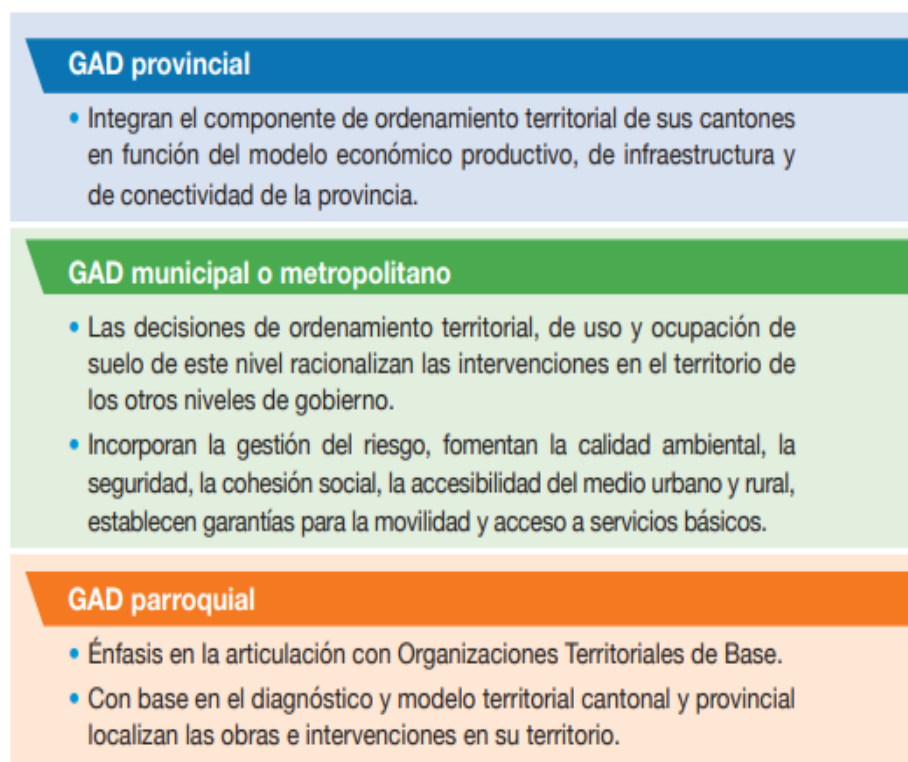 GAD provincial
• Integran el componente de ordenamiento territorial de sus cantones
en función del modelo económico productivo, de infraestructura y
de conectividad de la provincia.
GAD municipal o metropolitano
• Las decisiones de ordenamiento territorial, de uso y ocupación de
suelo de este nivel racionalizan las intervenciones en el territorio de
los otros niveles de gobierno.
• Incorporan la gestión del riesgo, fomentan la calidad ambiental, la
seguridad, la cohesión social, la accesibilidad del medio urbano y rural,
establecen garantías para la movilidad y acceso a servicios básicos.
GAD parroquial
• Énfasis en la articulación con Organizaciones Territoriales de Base.
• Con base en el diagnóstico y modelo territorial cantonal y provincial
localizan las obras e intervenciones en su territorio.